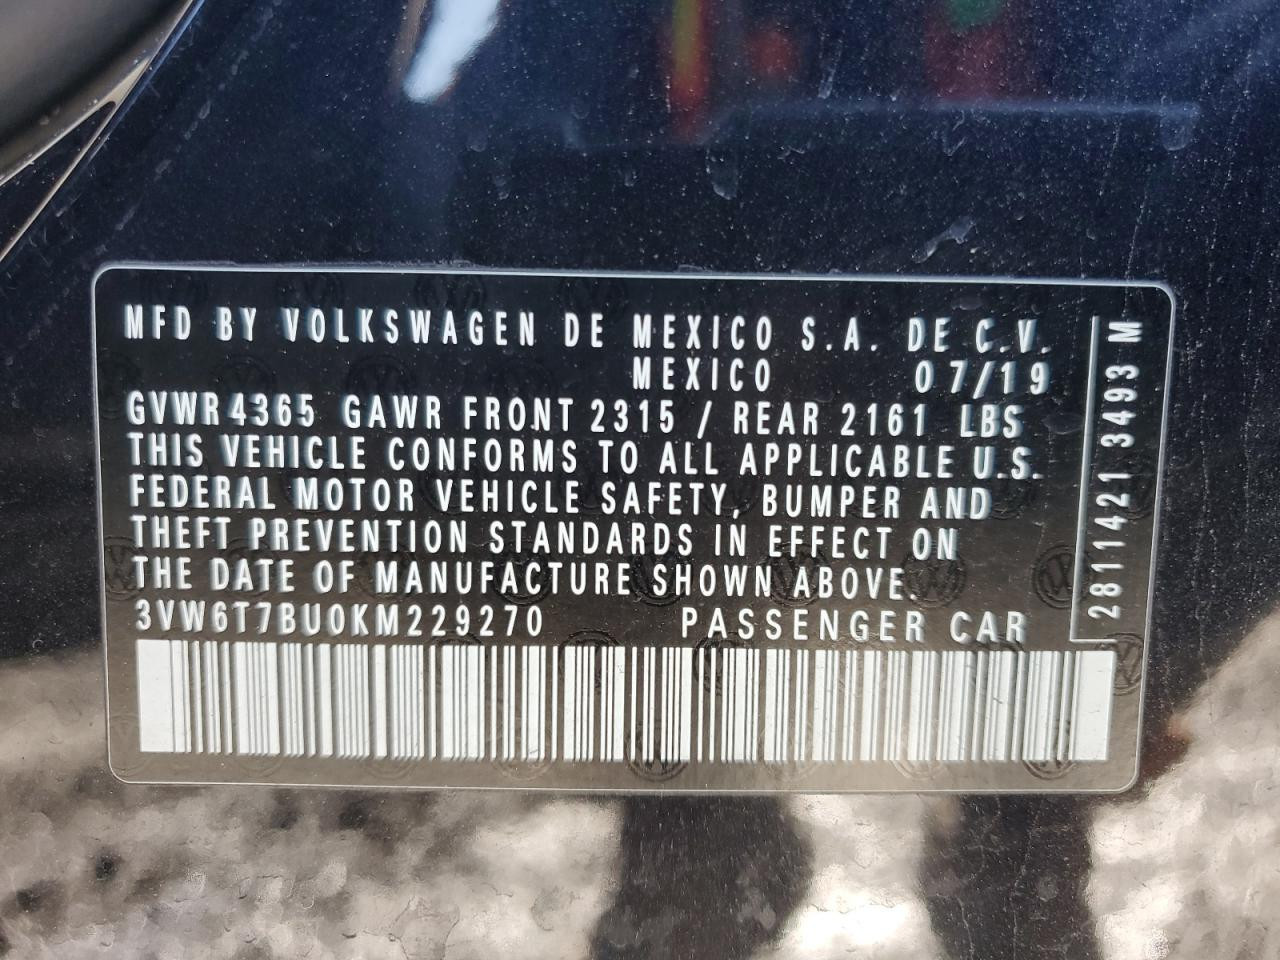 MFD BY VOLKSWAGEN DE MEXICO S.A. DE C.V.
MEXICO 07/19
GVWR 4365 GAWR FRONT 2315 / REAR 2161 LBS
THIS VEHICLE CONFORMS TO ALL APPLICABLE U.S.
FEDERAL MOTOR VEHICLE SAFETY, BUMPER AND
THEFT PREVENTION STANDARDS IN EFFECT ON
THE DATE OF MANUFACTURE SHOWN ABOVE.
3VW6T7BU0KM229270 PASSENGER CAR
2811421 3493 M